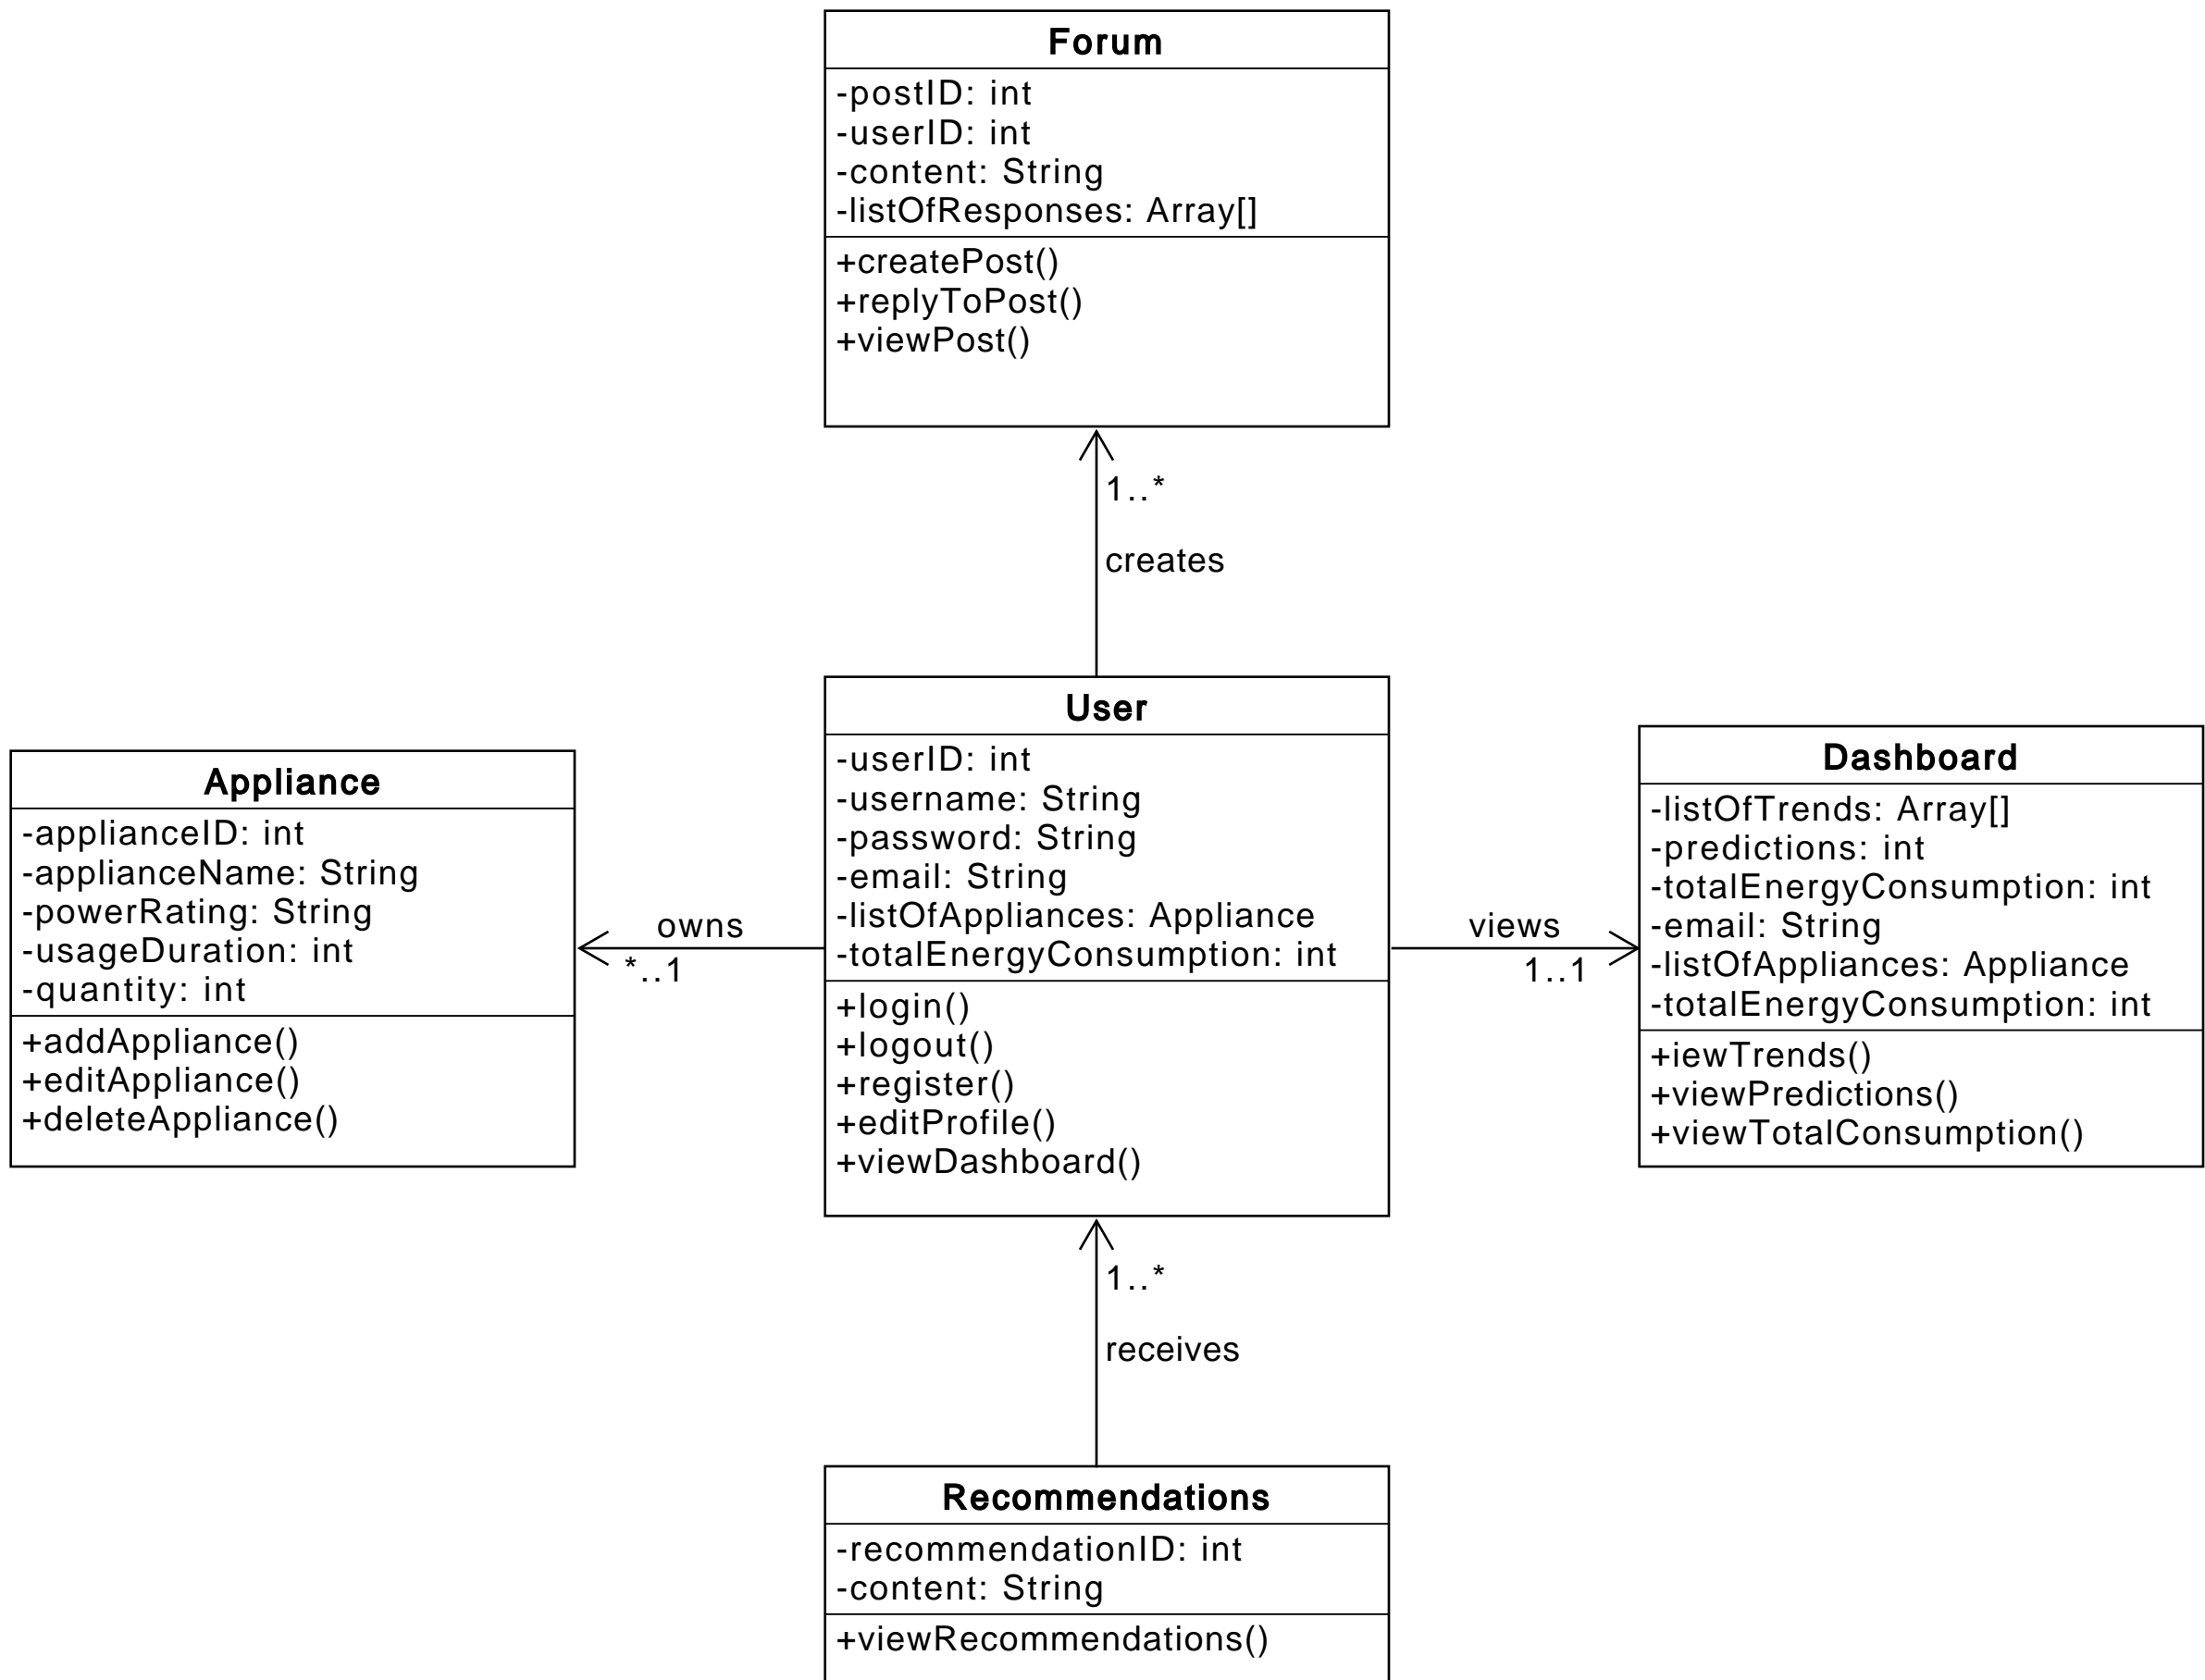 Forum
-postID: int
-userID: int
-content: String
-listOfResponses: Array[]
+createPost()
+replyToPost()
+viewPost()
1..*
creates
User
-userID: int
-username: String
-password: String
-email: String
-listOfAppliances: Appliance
-totalEnergyConsumption: int
+login()
+logout()
+register()
+editProfile()
+viewDashboard()
Appliance
-applianceID: int
-applianceName: String
-powerRating: String
-usageDuration: int
-quantity: int
+addAppliance()
+editAppliance()
+deleteAppliance()
owns
*..1
views
1..1
Dashboard
-listOfTrends: Array[]
-predictions: int
-totalEnergyConsumption: int
-email: String
-listOfAppliances: Appliance
-totalEnergyConsumption: int
+iewTrends()
+viewPredictions()
+viewTotalConsumption()
1..*
receives
Recommendations
-recommendationID: int
-content: String
+viewRecommendations()